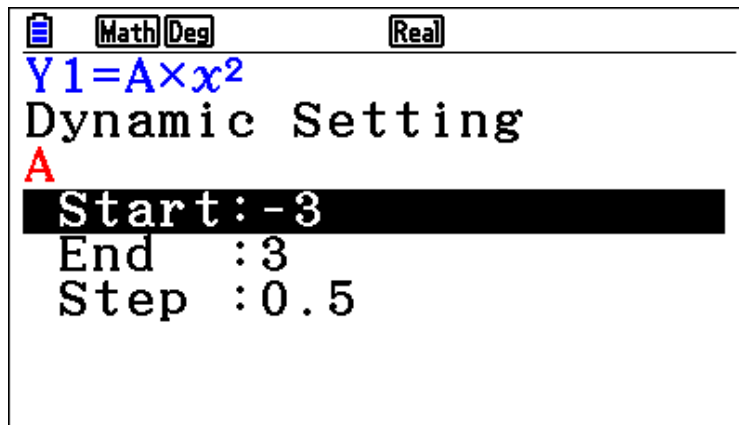 Math Deg Real
Y1=A×x²
Dynamic Setting
A
Start:-3
End :3
Step :0.5